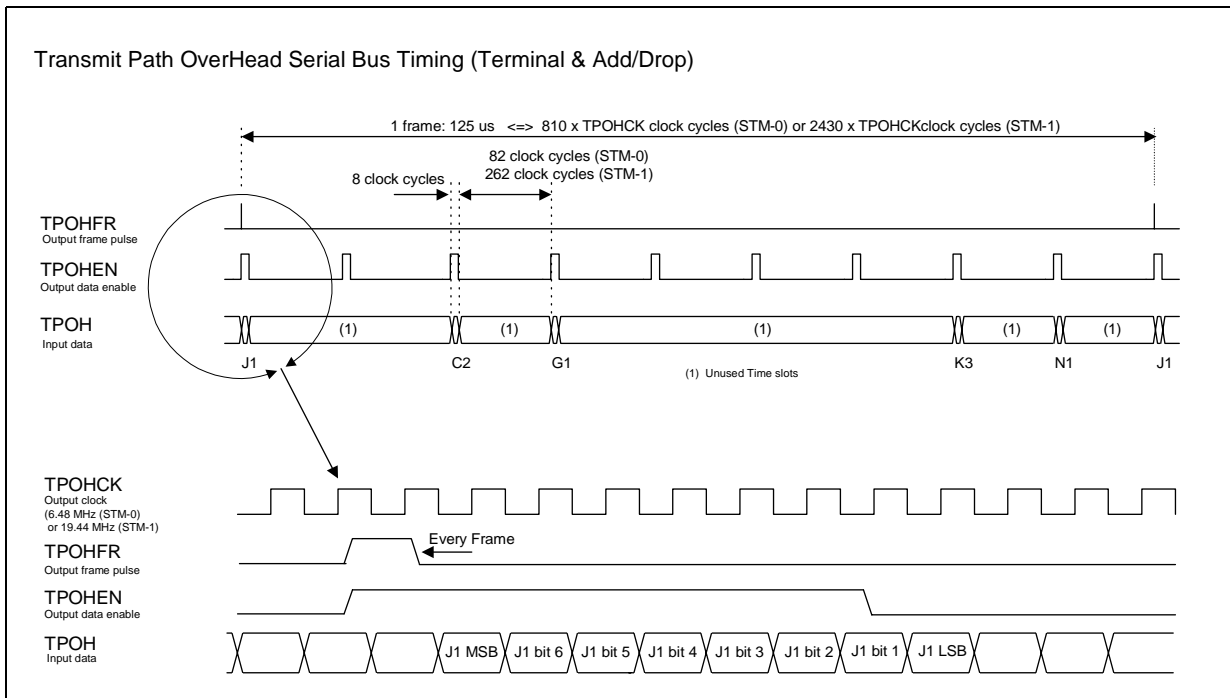 Transmit Path OverHead Serial Bus Timing (Terminal & Add/Drop)
1 frame: 125 us <=> 810 x TPOHCK clock cycles (STM-0) or 2430 x TPOHCKclock cycles (STM-1)
82 clock cycles (STM-0)
8 clock cycles
262 clock cycles (STM-1)
TPOHFR
Output frame pulse
TPOHEN
Output data enable
TPOH
Input data
(1) (1) (1) (1) (1)
J1 C2 G1 K3 N1 J1
(1) Unused Time slots
TPOHCK
Output clock
(6.48 MHz (STM-0)
or 19.44 MHz (STM-1)
TPOHFR
Output frame pulse
Every Frame
TPOHEN
Output data enable
TPOH
Input data
J1 MSB J1 bit 6 J1 bit 5 J1 bit 4 J1 bit 3 J1 bit 2 J1 bit 1 J1 LSB